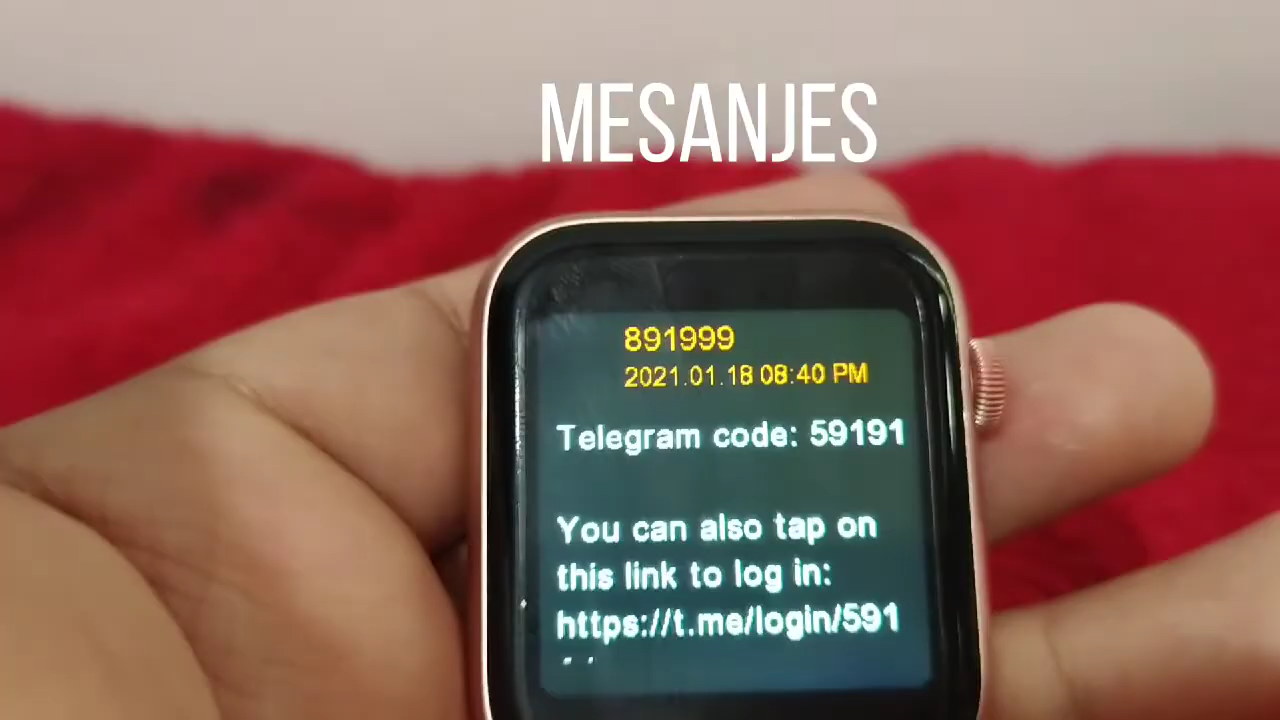 MESANJES
891999
2021.01.18 08:40 PM
Telegram code: 59191
You can also tap on
this link to log in:
https://t.me/login/591